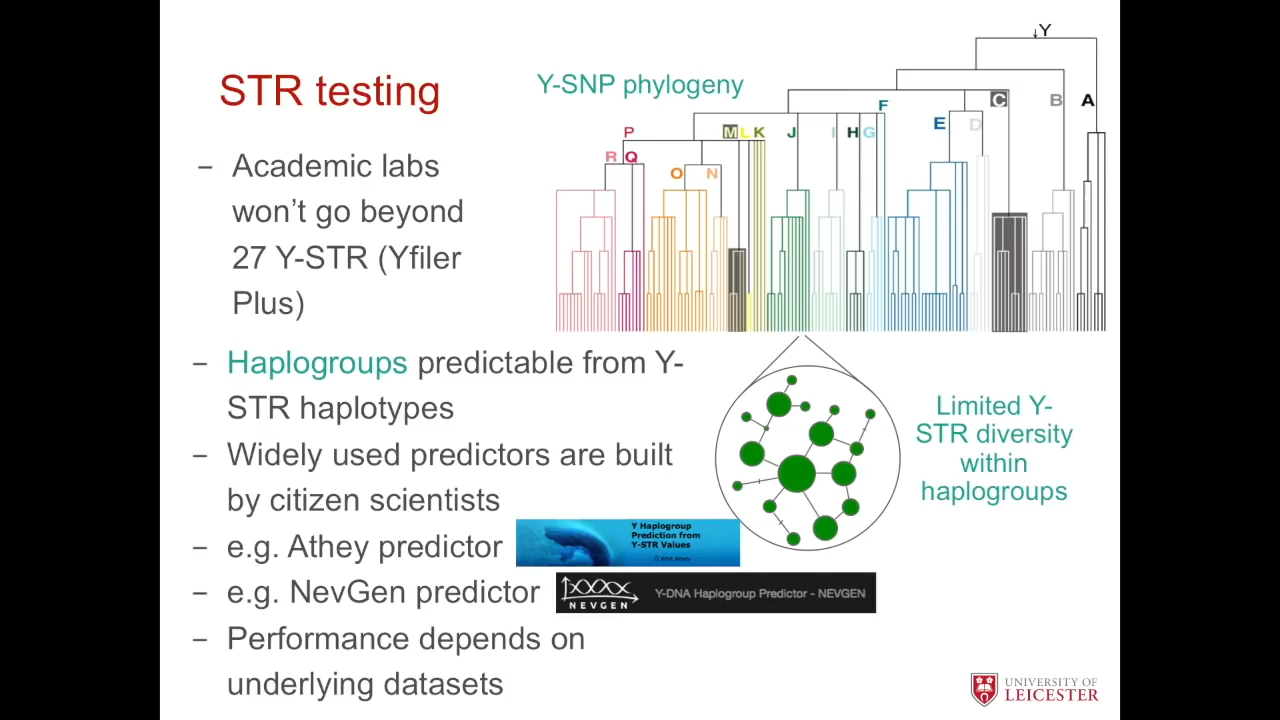 STR testing
Y-SNP phylogeny
Y
F
C
B
A
P
M
L
K
J
I
H
G
E
D
R
Q
O
N
– Academic labs
won’t go beyond
27 Y-STR (Yfiler
Plus)
– Haplogroups predictable from Y-
STR haplotypes
– Widely used predictors are built
by citizen scientists
– e.g. Athey predictor
Y Haplogroup
Prediction from
Y-STR Values
– e.g. NevGen predictor
NEVGEN
Y-DNA Haplogroup Predictor - NEVGEN
– Performance depends on
underlying datasets
Limited Y-
STR diversity
within
haplogroups
UNIVERSITY OF
LEICESTER